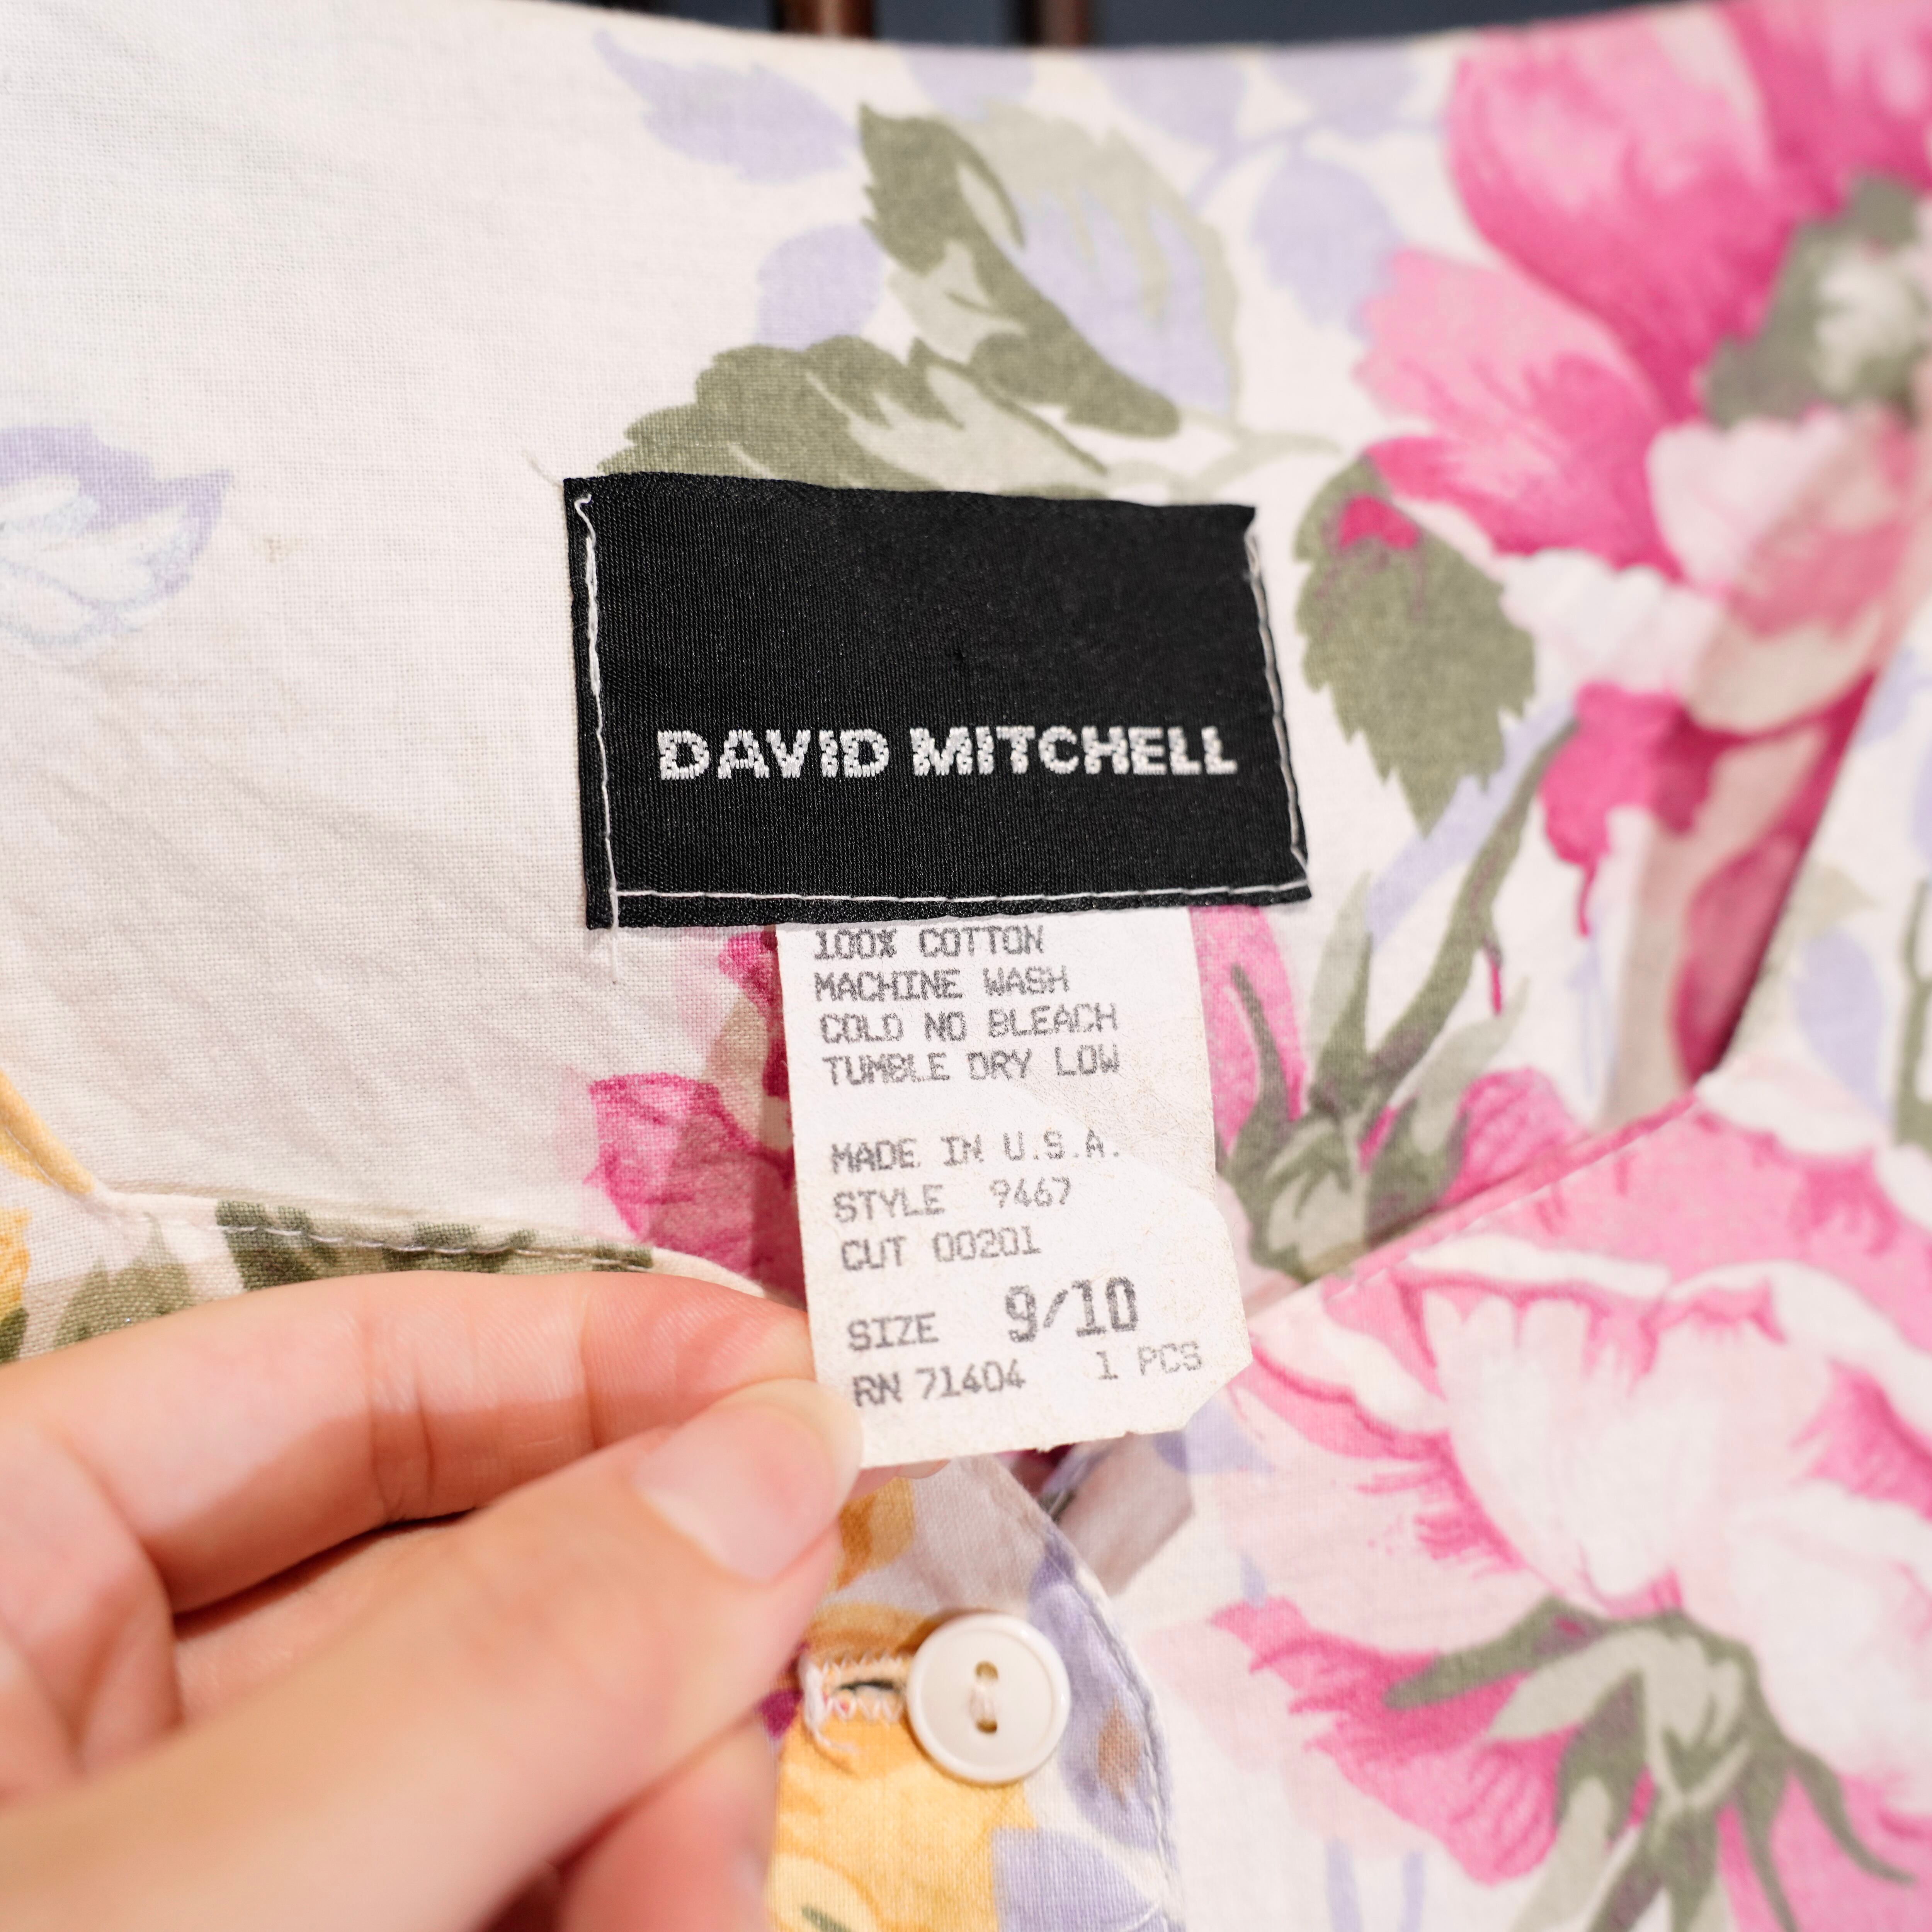 DAVID MITCHELL
100% COTTON
MACHINE WASH
COLD NO BLEACH
TUMBLE DRY LOW
MADE IN U.S.A.
STYLE 9467
CUT 00201
SIZE 9/10
RN 71404 1 PCS